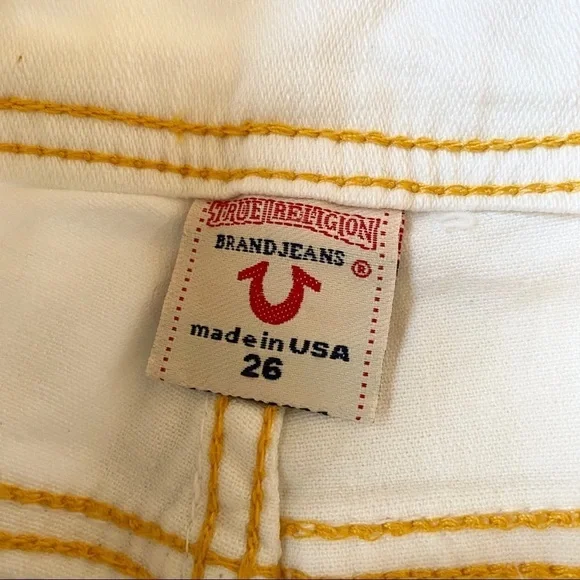 TRUE RELIGION
BRAND JEANS
®
made in USA
26